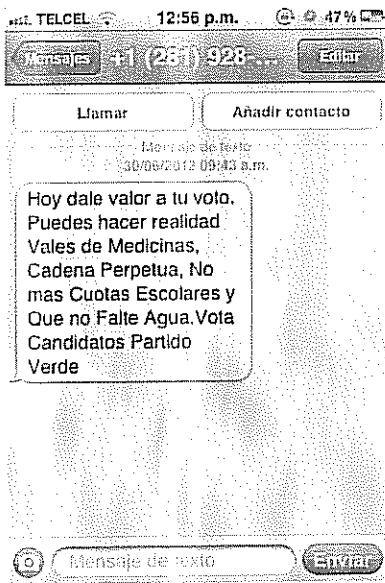 TELCEL 12:56 p.m. 47%
Mensajes +1 (281) 928-... Editar
Llamar Añadir contacto
Mensaje de texto
30/06/2012 09:43 a.m.
Hoy dale valor a tu voto.
Puedes hacer realidad
Vales de Medicinas,
Cadena Perpetua, No
mas Cuotas Escolares y
Que no Falte Agua.Vota
Candidatos Partido
Verde
Mensaje de texto Enviar